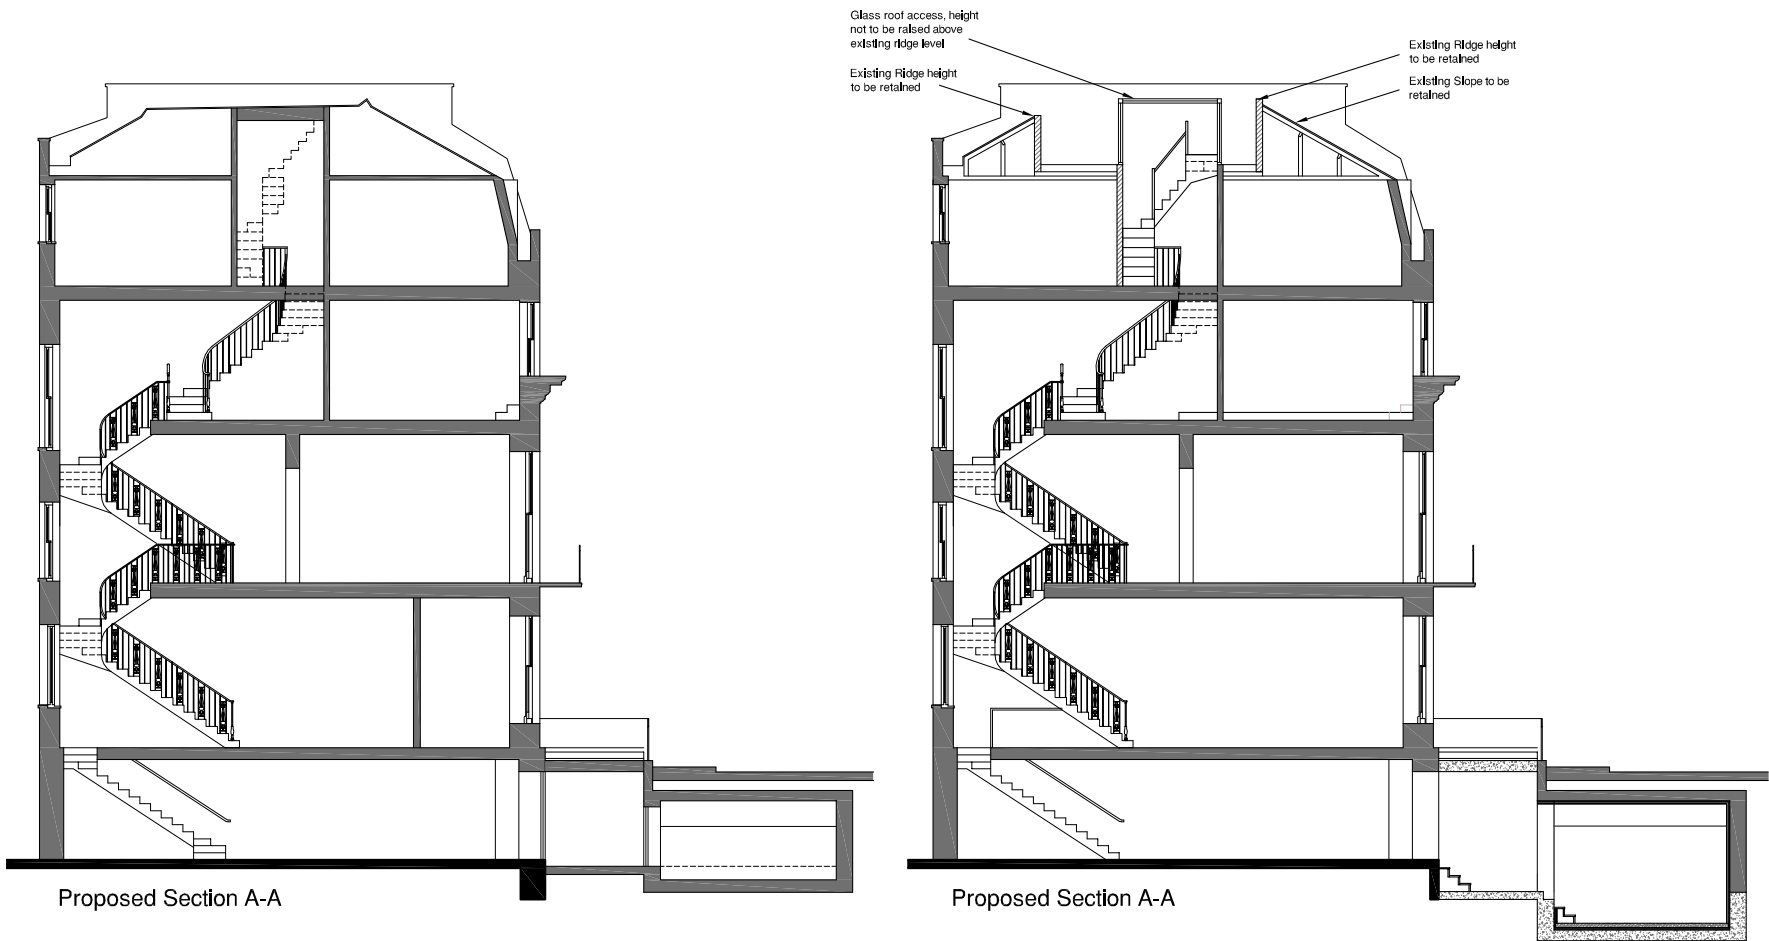 Glass roof access, height
not to be raised above
existing ridge level
Existing Ridge height
to be retained
Existing Ridge height
to be retained
Existing Slope to be
retained
Proposed Section A-A
Proposed Section A-A